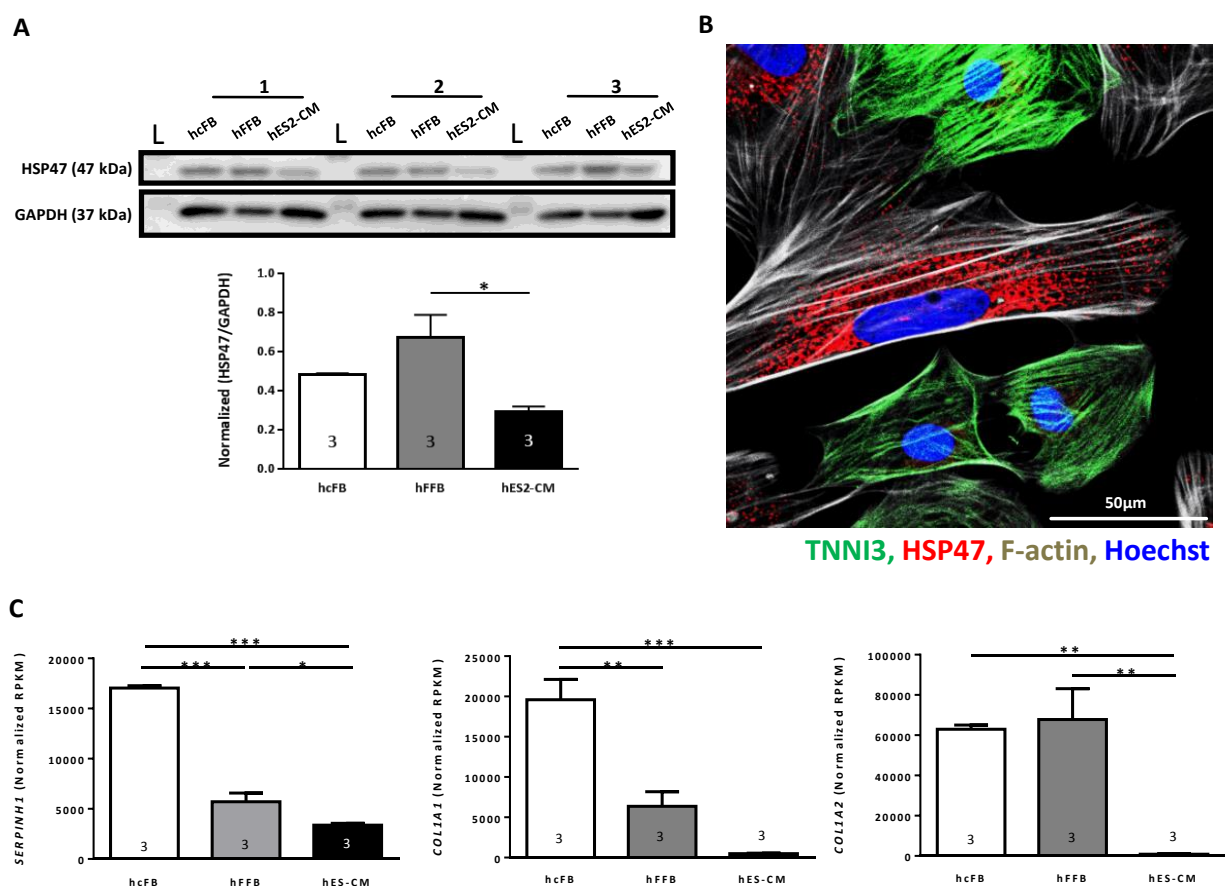 A
1 2 3
L hcFB hFFB hES2-CM L hcFB hFFB hES2-CM L hcFB hFFB hES2-CM
HSP47 (47 kDa)
GAPDH (37 kDa)
Normalized (HSP47/GAPDH)
1.0
0.8
0.6
0.4
0.2
0.0
*
3 3 3
hcFB hFFB hES2-CM
B
50µm
TNNI3, HSP47, F-actin, Hoechst
C
SERPINH1 (Normalized RPKM)
20000
15000
10000
5000
0
***
*** *
3 3 3
hcFB hFFB hES-CM
COL1A1 (Normalized RPKM)
25000
20000
15000
10000
5000
0
***
**
3 3 3
hcFB hFFB hES-CM
COL1A2 (Normalized RPKM)
100000
80000
60000
40000
20000
0
**
**
3 3 3
hcFB hFFB hES-CM